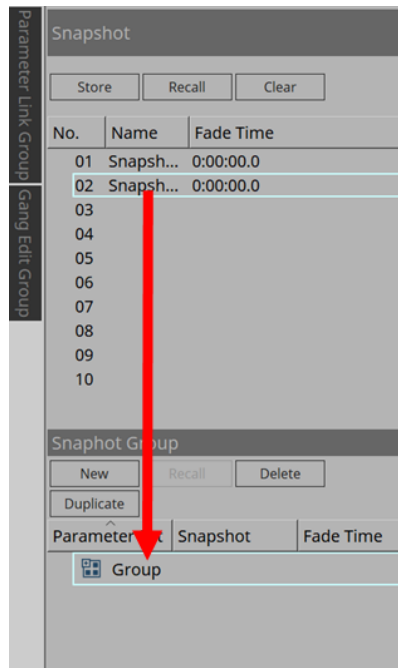 Parameter Link Group
Gang Edit Group
Snapshot
Store Recall Clear
No. Name Fade Time
01 Snapsh... 0:00:00.0
02 Snapsh... 0:00:00.0
03
04
05
06
07
08
09
10
Snaphot Group
New Recall Delete
Duplicate
Snapshot Fade Time
Group